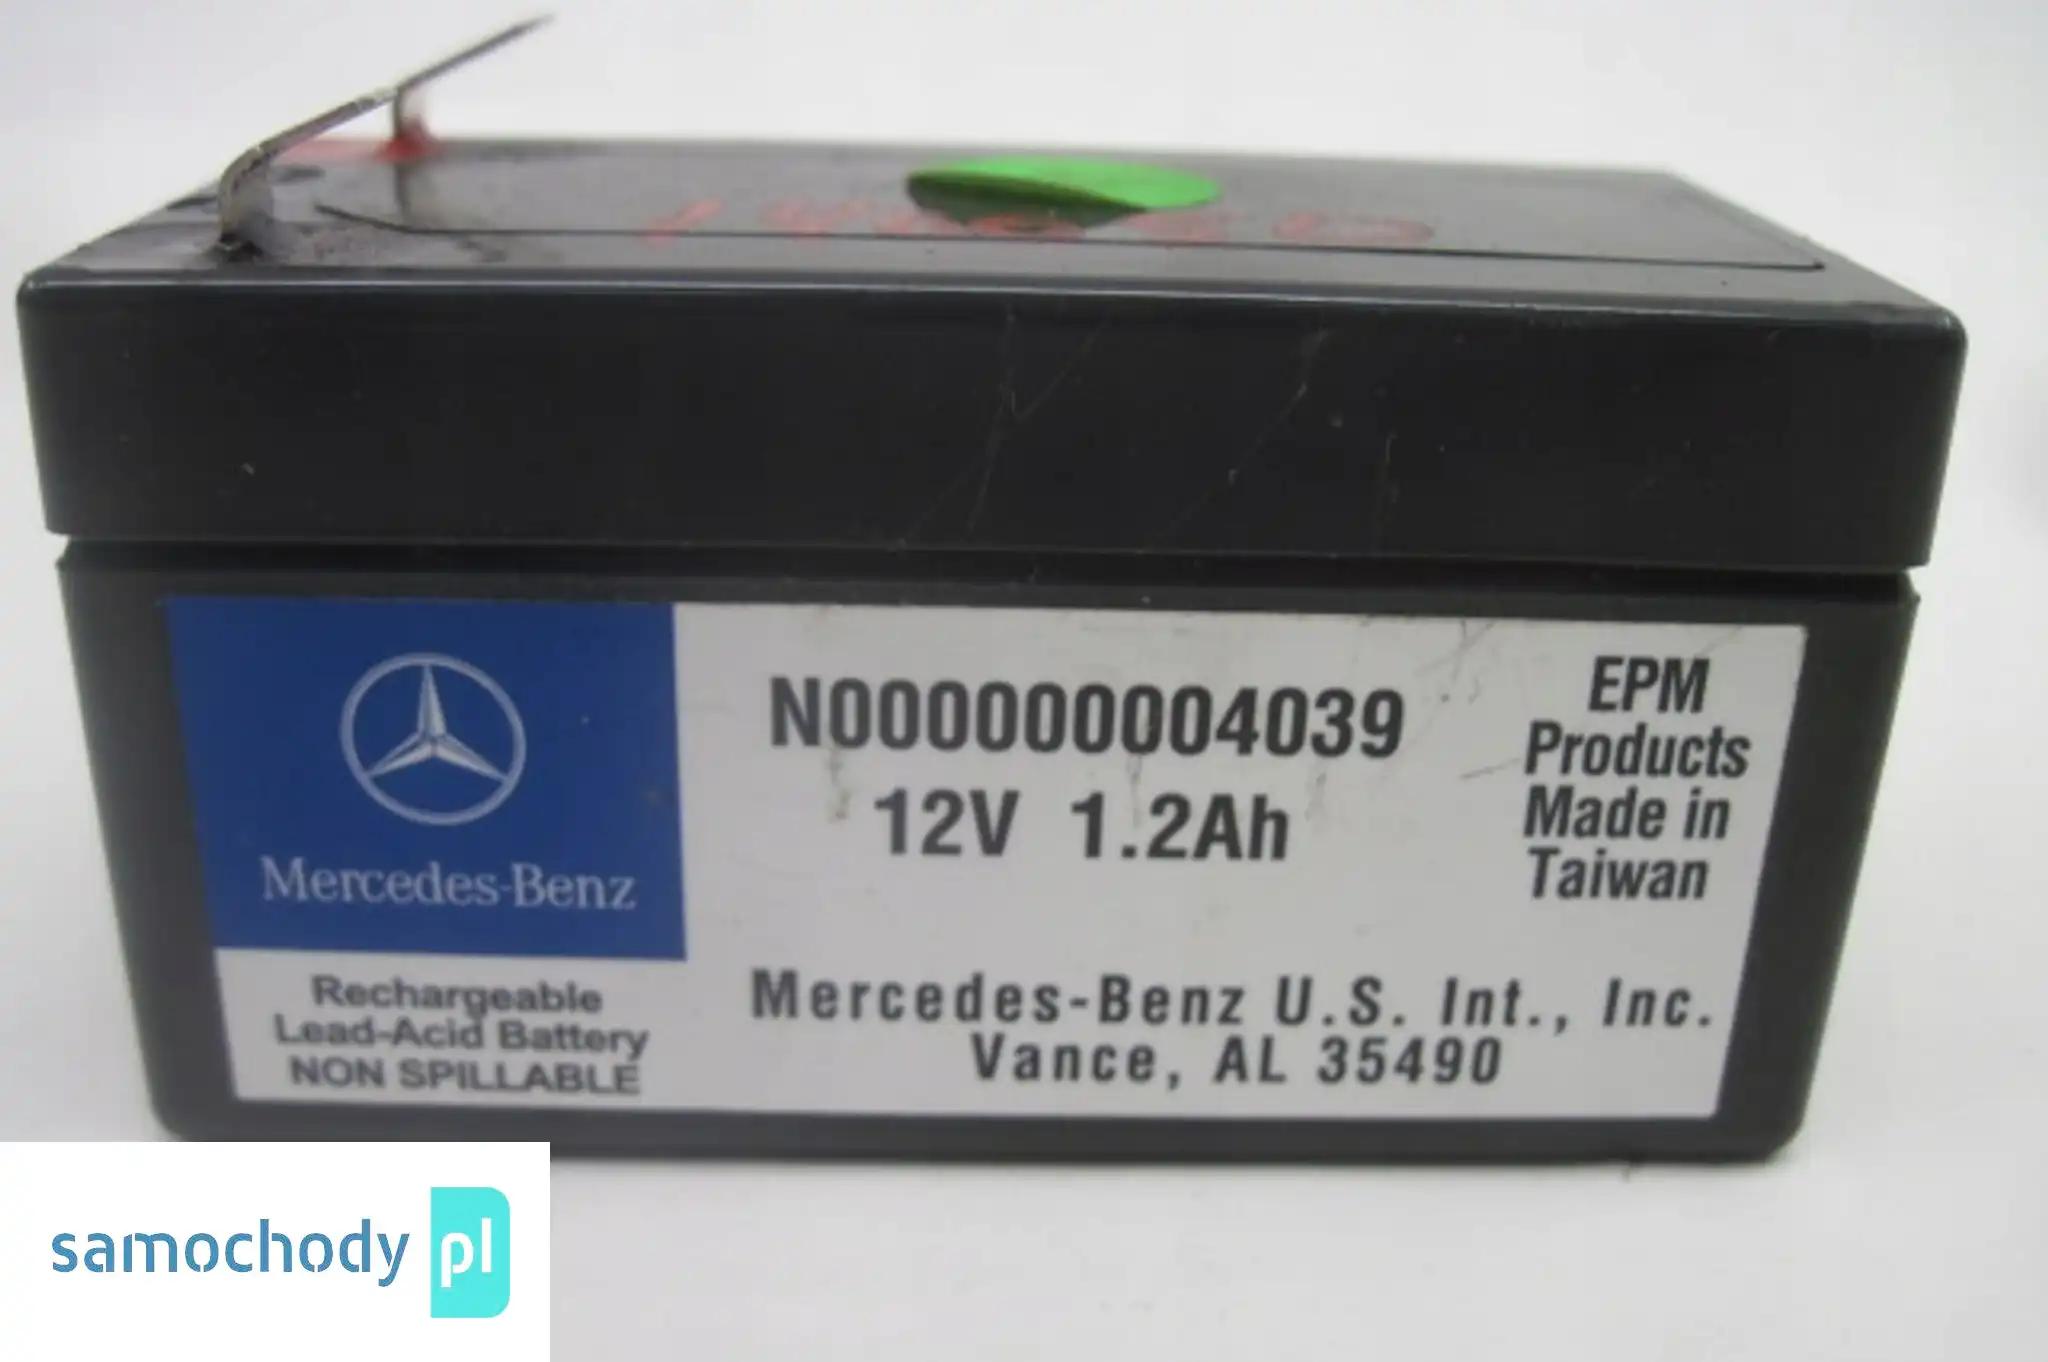 N000000004039
12V 1.2Ah
EPM
Products
Made in
Taiwan
Mercedes-Benz
Rechargeable
Lead-Acid Battery
NON SPILLABLE
Mercedes-Benz U.S. Int., Inc.
Vance, AL 35490
samochody pl